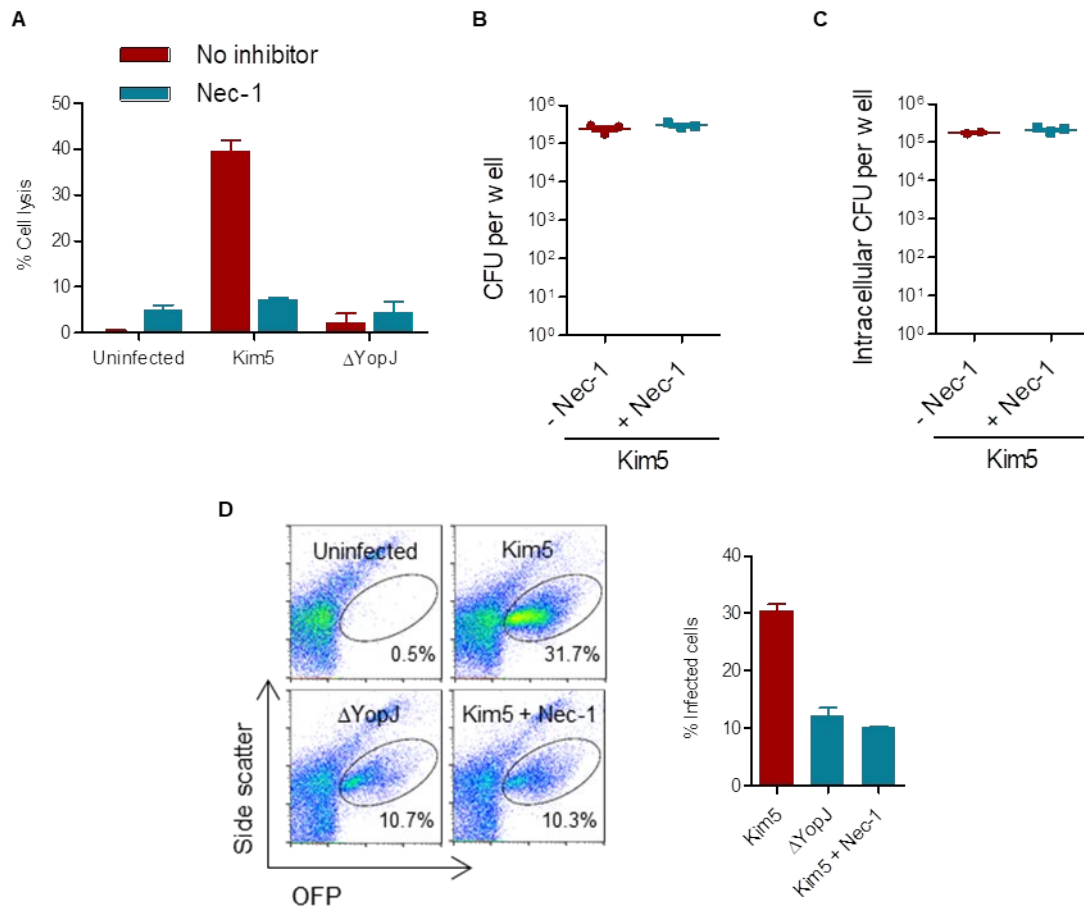 A
No inhibitor
Nec-1
% Cell lysis
50
40
30
20
10
0
Uninfected
Kim5
ΔYopJ
B
CFU per well
10⁶
10⁵
10⁴
10³
10²
10¹
10⁰
- Nec-1
+ Nec-1
Kim5
C
Intracellular CFU per well
10⁶
10⁵
10⁴
10³
10²
10¹
10⁰
- Nec-1
+ Nec-1
Kim5
D
Side scatter
Uninfected
0.5%
Kim5
31.7%
ΔYopJ
10.7%
Kim5 + Nec-1
10.3%
OFP
% Infected cells
40
30
20
10
0
Kim5
ΔYopJ
Kim5 + Nec-1